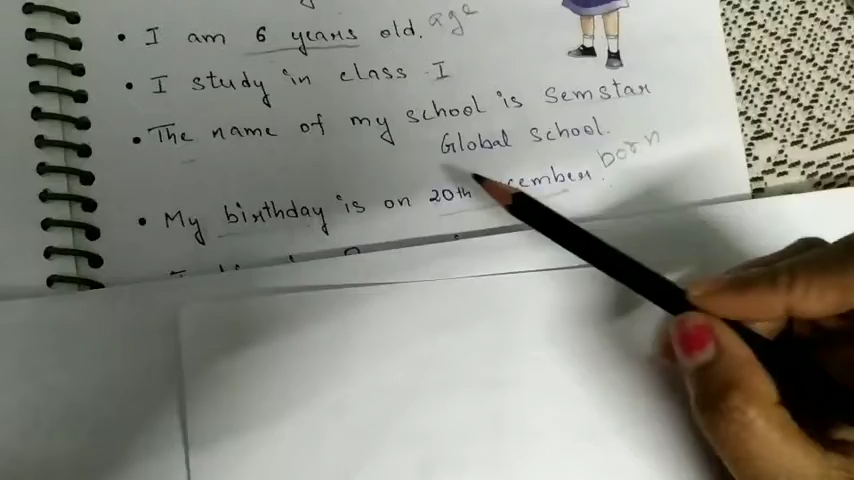 I am 6 years old. age
I study in class I
The name of my school is Semstar
Global school.
My birthday is on 20th born